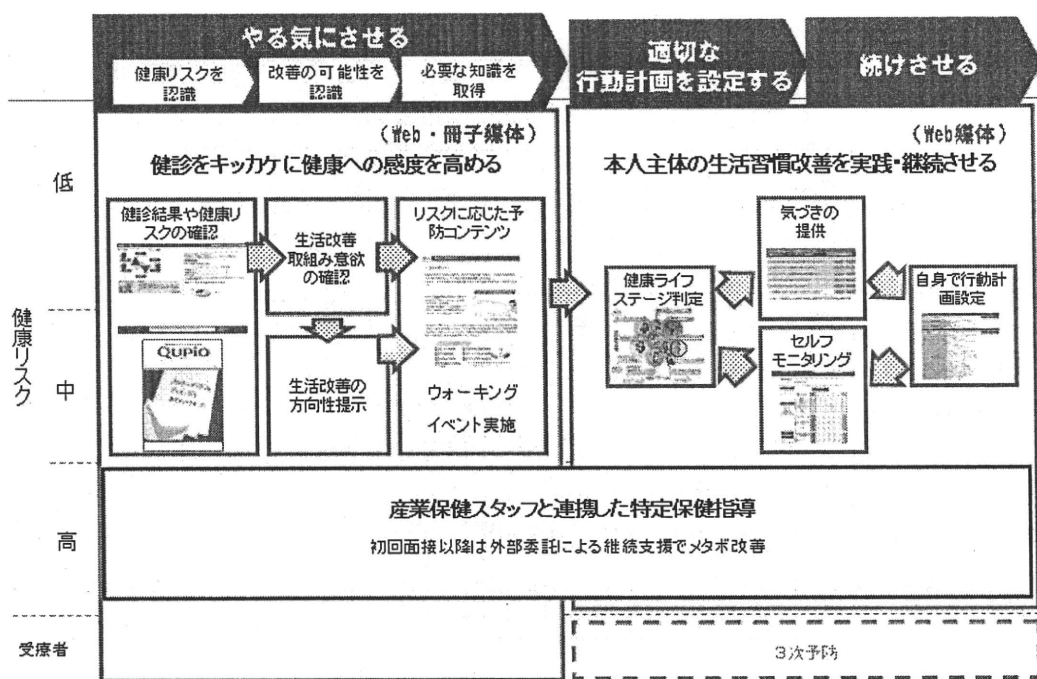 やる気にさせる
健康リスクを
認識
改善の可能性を
認識
必要な知識を
取得
適切な
行動計画を設定する
続けさせる
健康リスク
低
中
高
受療者
(Web・冊子媒体)
健診をキッカケに健康への感度を高める
健診結果や健康リ
スクの確認
QUPiO
生活改善
取組み意欲
の確認
生活改善の
方向性提示
リスクに応じた予
防コンテンツ
ウォーキング
イベント実施
(Web媒体)
本人主体の生活習慣改善を実践・継続させる
健康ライフ
ステージ判定
気づきの
提供
セルフ
モニタリング
自身で行動計
画設定
産業保健スタッフと連携した特定保健指導
初回面接以降は外部委託による継続支援でメタボ改善
3次予防